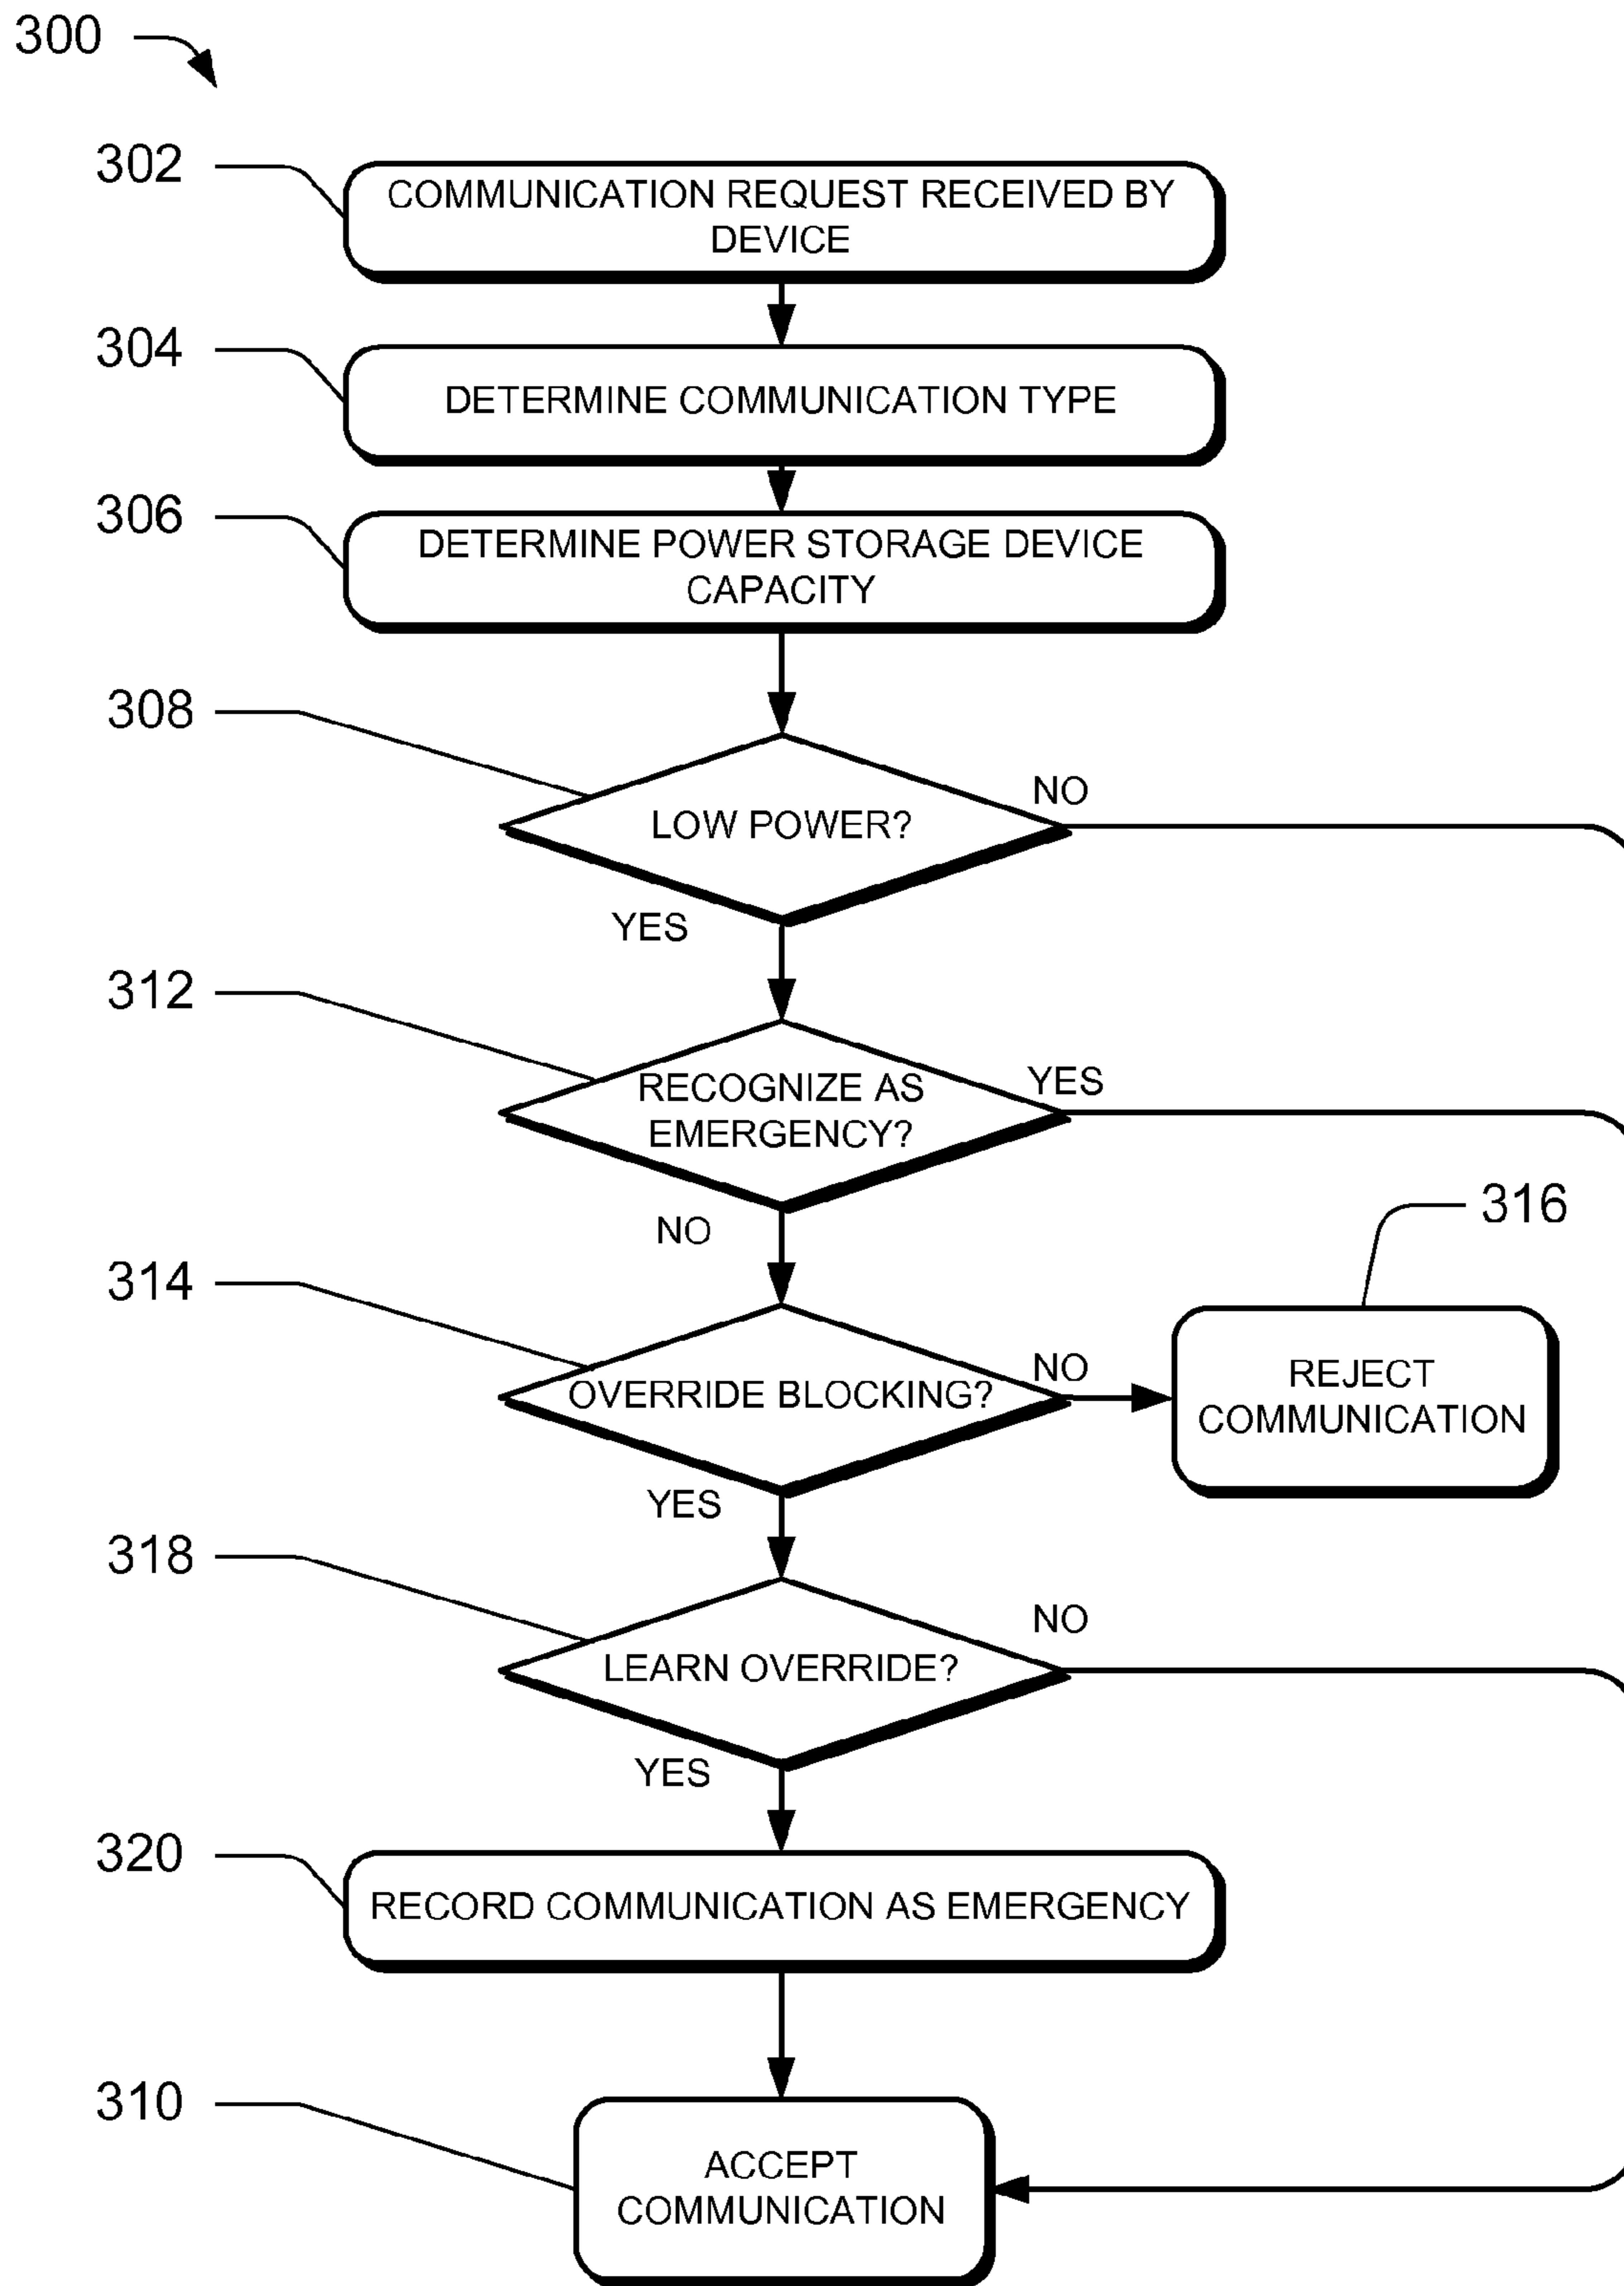 300
302
COMMUNICATION REQUEST RECEIVED BY
DEVICE
304
DETERMINE COMMUNICATION TYPE
306
DETERMINE POWER STORAGE DEVICE
CAPACITY
308
LOW POWER?
NO
YES
312
RECOGNIZE AS
EMERGENCY?
YES
NO
314
OVERRIDE BLOCKING?
NO
316
REJECT
COMMUNICATION
YES
318
LEARN OVERRIDE?
NO
YES
320
RECORD COMMUNICATION AS EMERGENCY
310
ACCEPT
COMMUNICATION